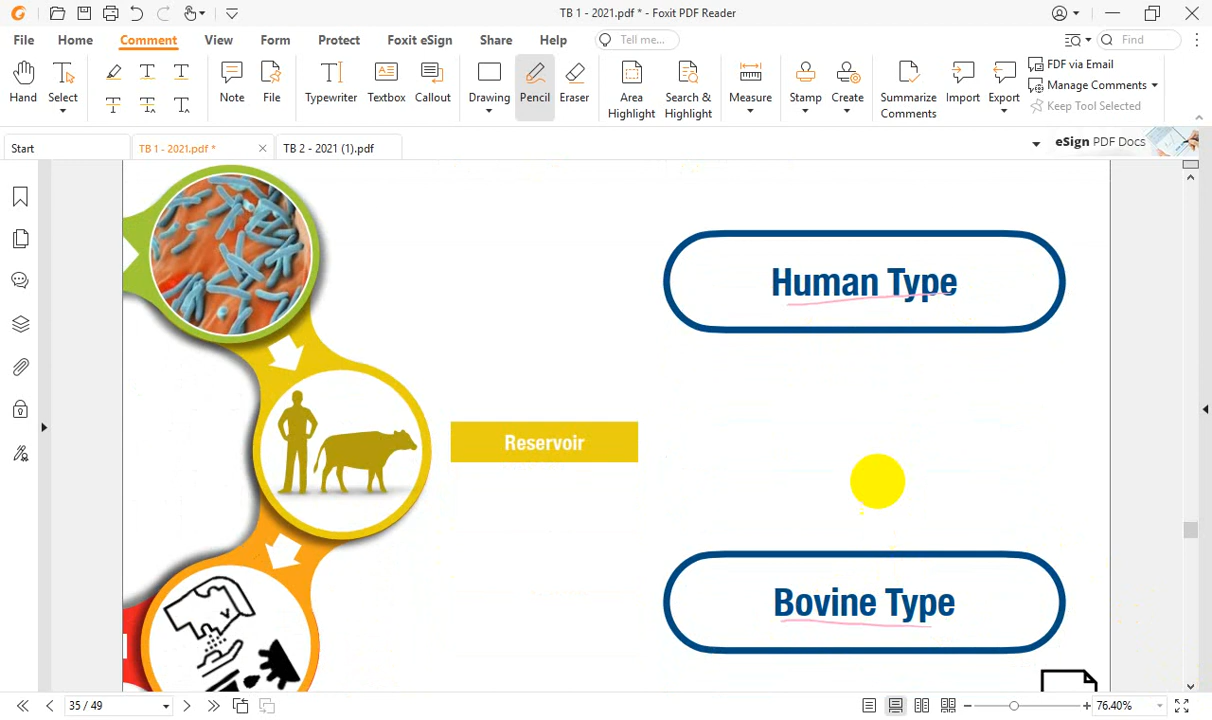 TB 1 - 2021.pdf * - Foxit PDF Reader
File Home Comment View Form Protect Foxit eSign Share Help Tell me... Find
Hand Select Note File Typewriter Textbox Callout Drawing Pencil Eraser Area Highlight Search & Highlight Measure Stamp Create Summarize Comments Import Export
FDF via Email
Manage Comments
Keep Tool Selected
Start TB 1 - 2021.pdf * TB 2 - 2021 (1).pdf eSign PDF Docs
Human Type
Reservoir
Bovine Type
35 / 49 76.40%